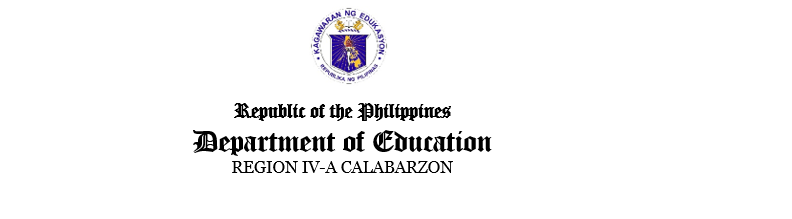 KAGAWARAN NG EDUKASYON
REPUBLIKA NG PILIPINAS
Republic of the Philippines
Department of Education
REGION IV-A CALABARZON